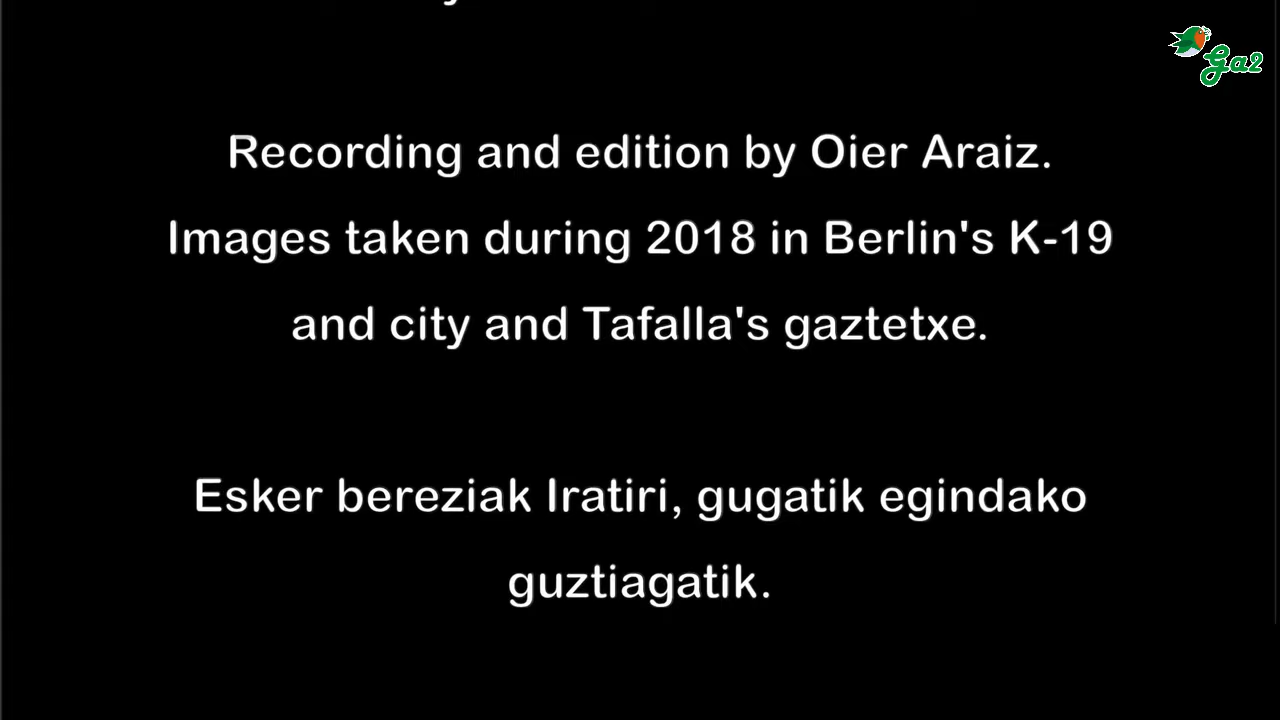 Ga2
Recording and edition by Oier Araiz.
Images taken during 2018 in Berlin's K-19
and city and Tafalla's gaztetxe.
Esker bereziak Iratiri, gugatik egindako
guztiagatik.